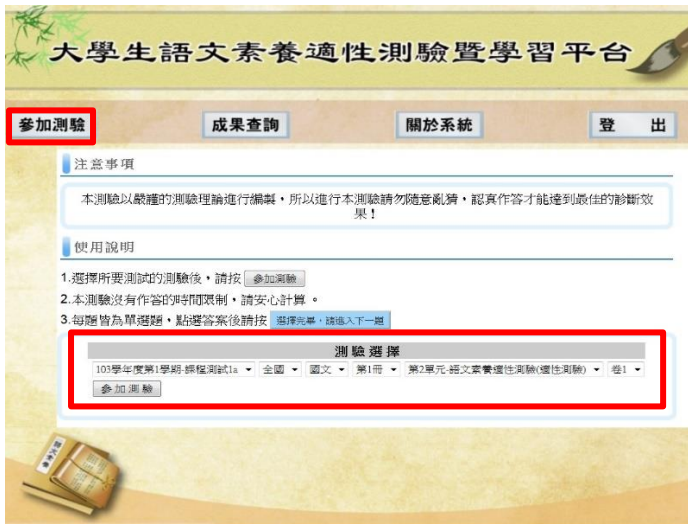 大學生語文素養適性測驗暨學習平台
參加測驗 成果查詢 關於系統 登 出
注意事項
本測驗以嚴謹的測驗理論進行編製，所以進行本測驗請勿隨意亂猜，認真作答才能達到最佳的診斷效
果！
使用說明
1.選擇所要測試的測驗後，請按 參加測驗
2.本測驗沒有作答的時間限制，請安心計算。
3.每題皆為單選題，點選答案後請按 選擇完畢，請進入下一題
測驗選擇
103學年度第1學期-課程測試1a 全國 國文 第1冊 第2單元-語文素養適性測驗(適性測驗) 卷1
參加測驗